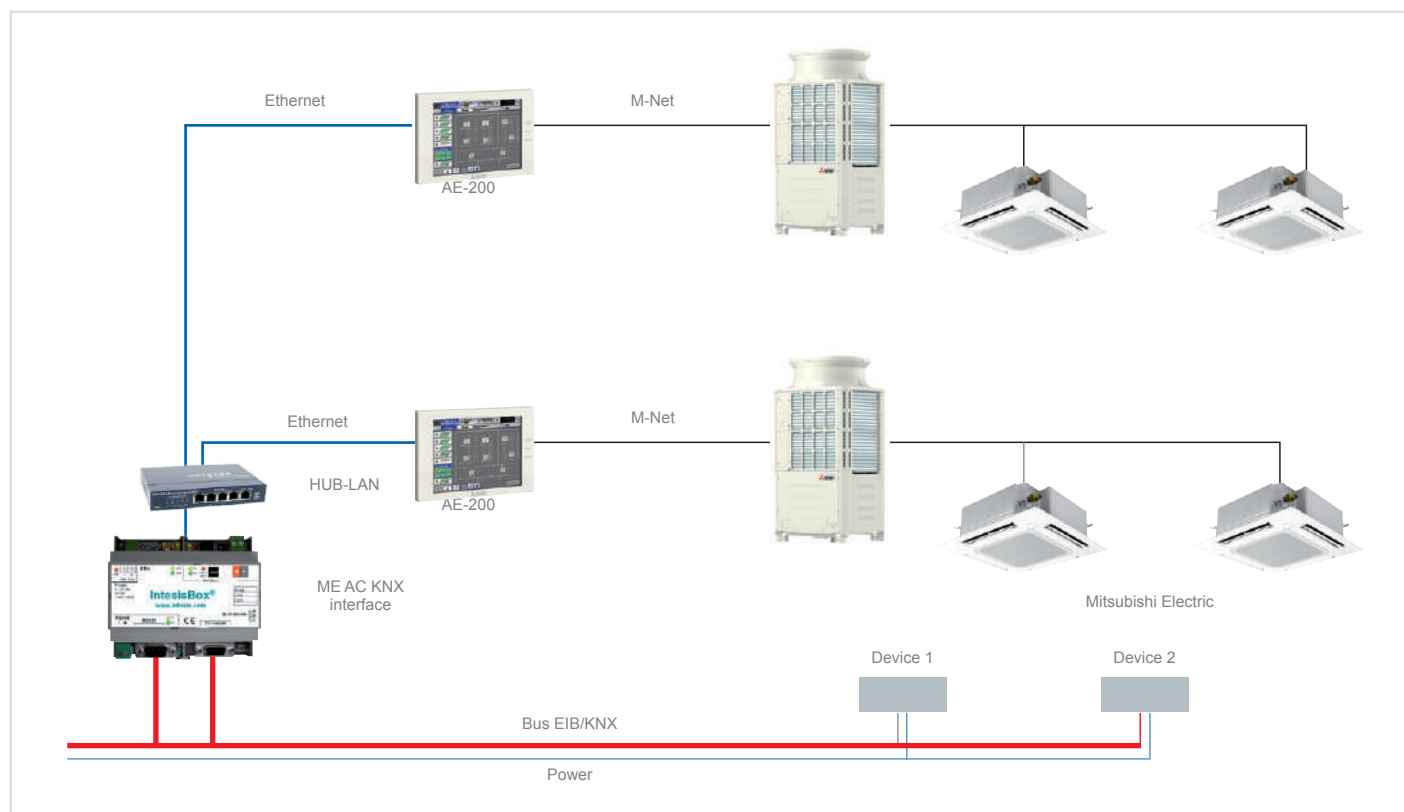 Ethernet
M-Net
AE-200
Ethernet
M-Net
HUB-LAN
AE-200
IntesisBox®
www.intesis.com
ME AC KNX
interface
Mitsubishi Electric
Device 1
Device 2
Bus EIB/KNX
Power